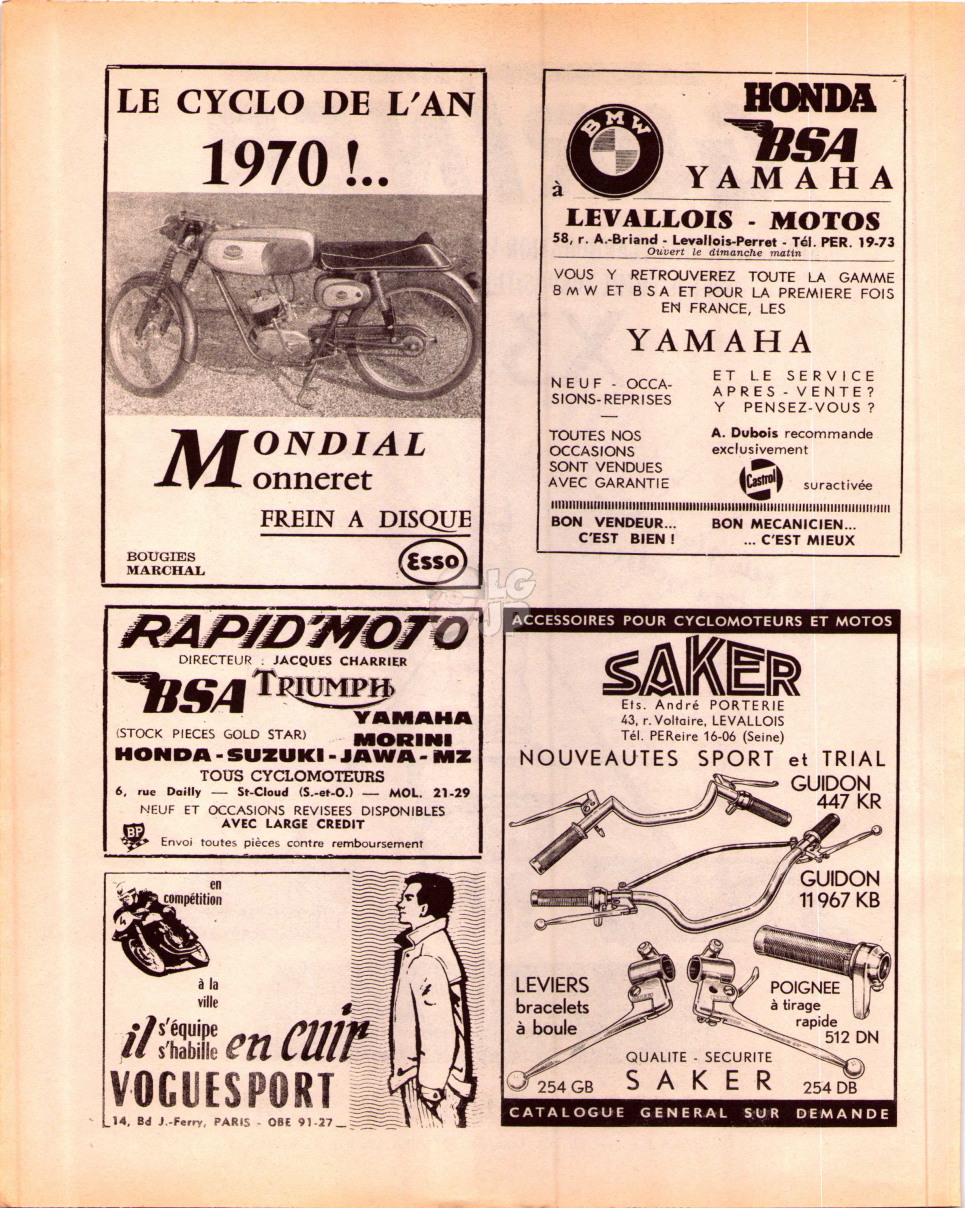 LE CYCLO DE L'AN
1970 !..
MONDIAL
Monneret
FREIN A DISQUE
BOUGIES
MARCHAL
Esso
BMW
HONDA
BSA
YAMAHA
à
LEVALLOIS - MOTOS
58, r. A.-Briand - Levallois-Perret - Tél. PER. 19-73
Ouvert le dimanche matin
VOUS Y RETROUVEREZ TOUTE LA GAMME
BMW ET BSA ET POUR LA PREMIERE FOIS
EN FRANCE, LES
YAMAHA
NEUF - OCCA-
SIONS-REPRISES
TOUTES NOS
OCCASIONS
SONT VENDUES
AVEC GARANTIE
ET LE SERVICE
APRES - VENTE?
Y PENSEZ-VOUS ?
A. Dubois recommande
exclusivement
Castrol suractivée
BON VENDEUR...
C'EST BIEN !
BON MECANICIEN...
... C'EST MIEUX
RAPID'MOTO
DIRECTEUR : JACQUES CHARRIER
BSA TRIUMPH
YAMAHA
(STOCK PIECES GOLD STAR) MORINI
HONDA - SUZUKI - JAWA - MZ
TOUS CYCLOMOTEURS
6, rue Dailly — St-Cloud (S.-et-O.) — MOL. 21-29
NEUF ET OCCASIONS REVISEES DISPONIBLES
AVEC LARGE CREDIT
BP
Envoi toutes pièces contre remboursement
en
compétition
à la
ville
il s'équipe
s'habille en cuir
VOGUESPORT
14, Bd J.-Ferry, PARIS - OBE 91-27
ACCESSOIRES POUR CYCLOMOTEURS ET MOTOS
SAKER
Ets. André PORTERIE
43, r. Voltaire, LEVALLOIS
Tél. PEReire 16-06 (Seine)
NOUVEAUTES SPORT et TRIAL
GUIDON
447 KR
GUIDON
11 967 KB
LEVIERS
bracelets
à boule
POIGNEE
à tirage
rapide
512 DN
QUALITE - SECURITE
SAKER
254 GB
254 DB
CATALOGUE GENERAL SUR DEMANDE